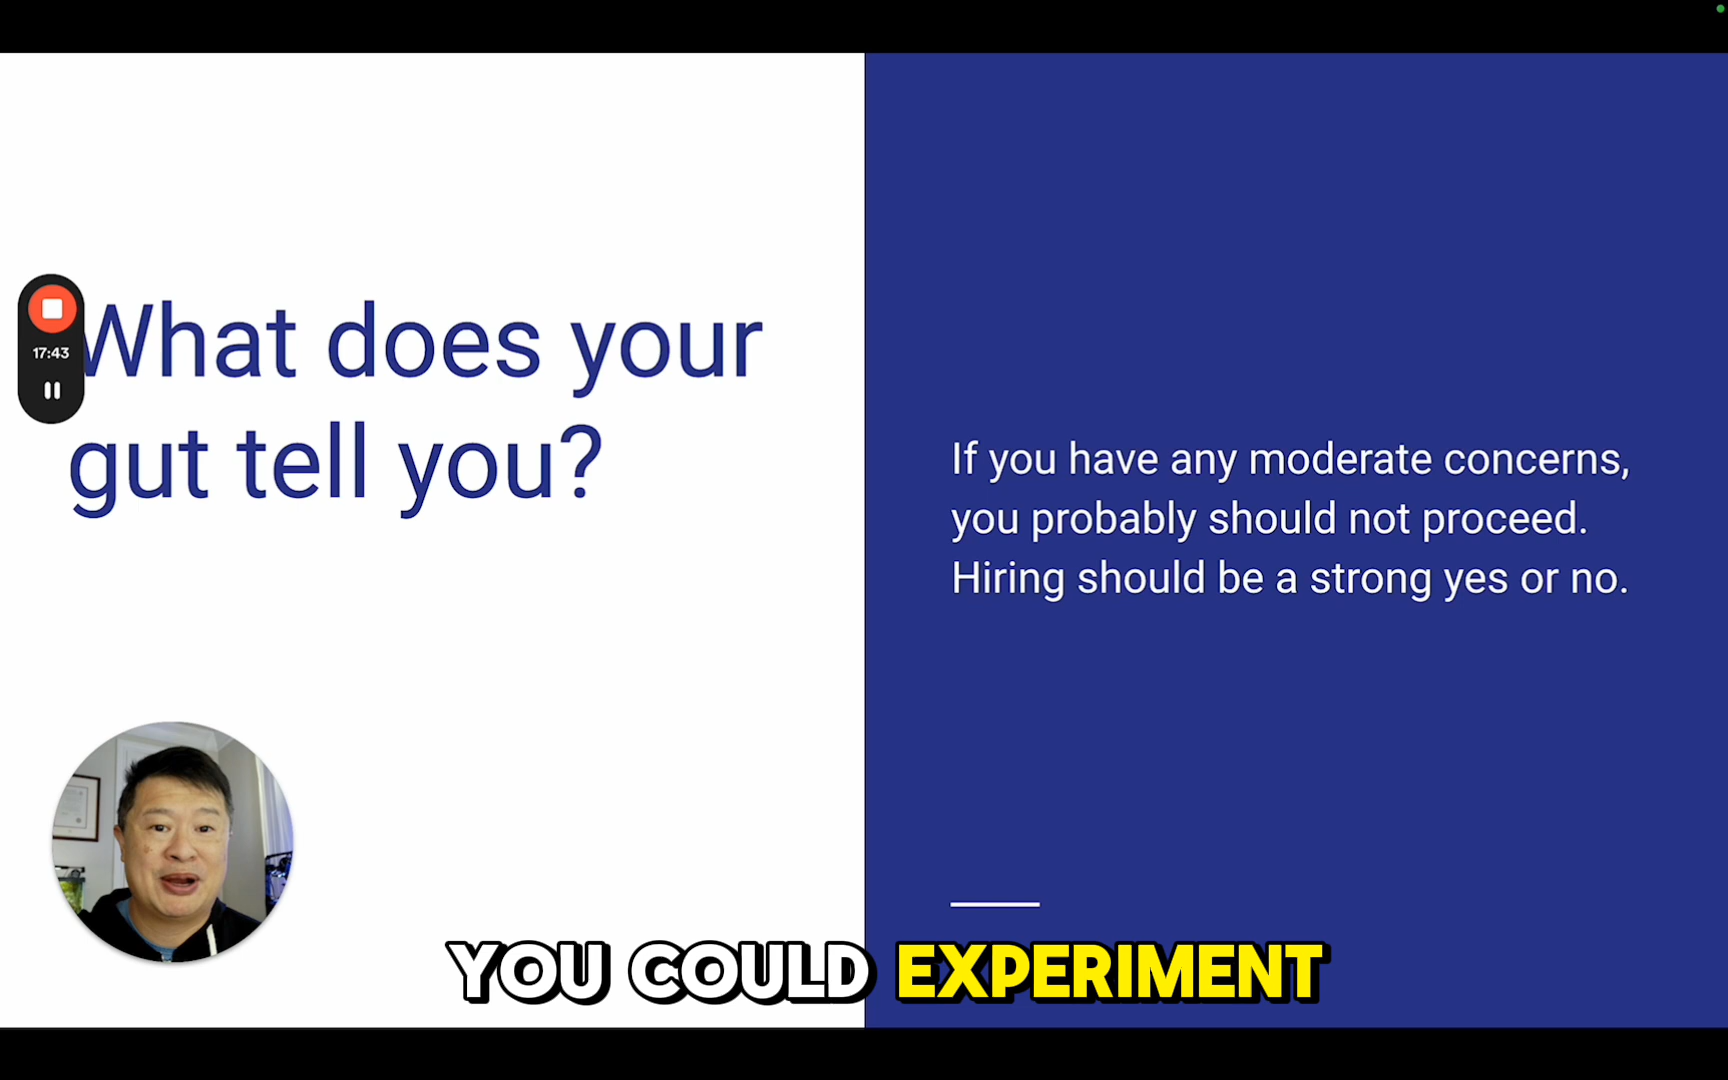 What does your
gut tell you?
17:43
If you have any moderate concerns,
you probably should not proceed.
Hiring should be a strong yes or no.
YOU COULD EXPERIMENT